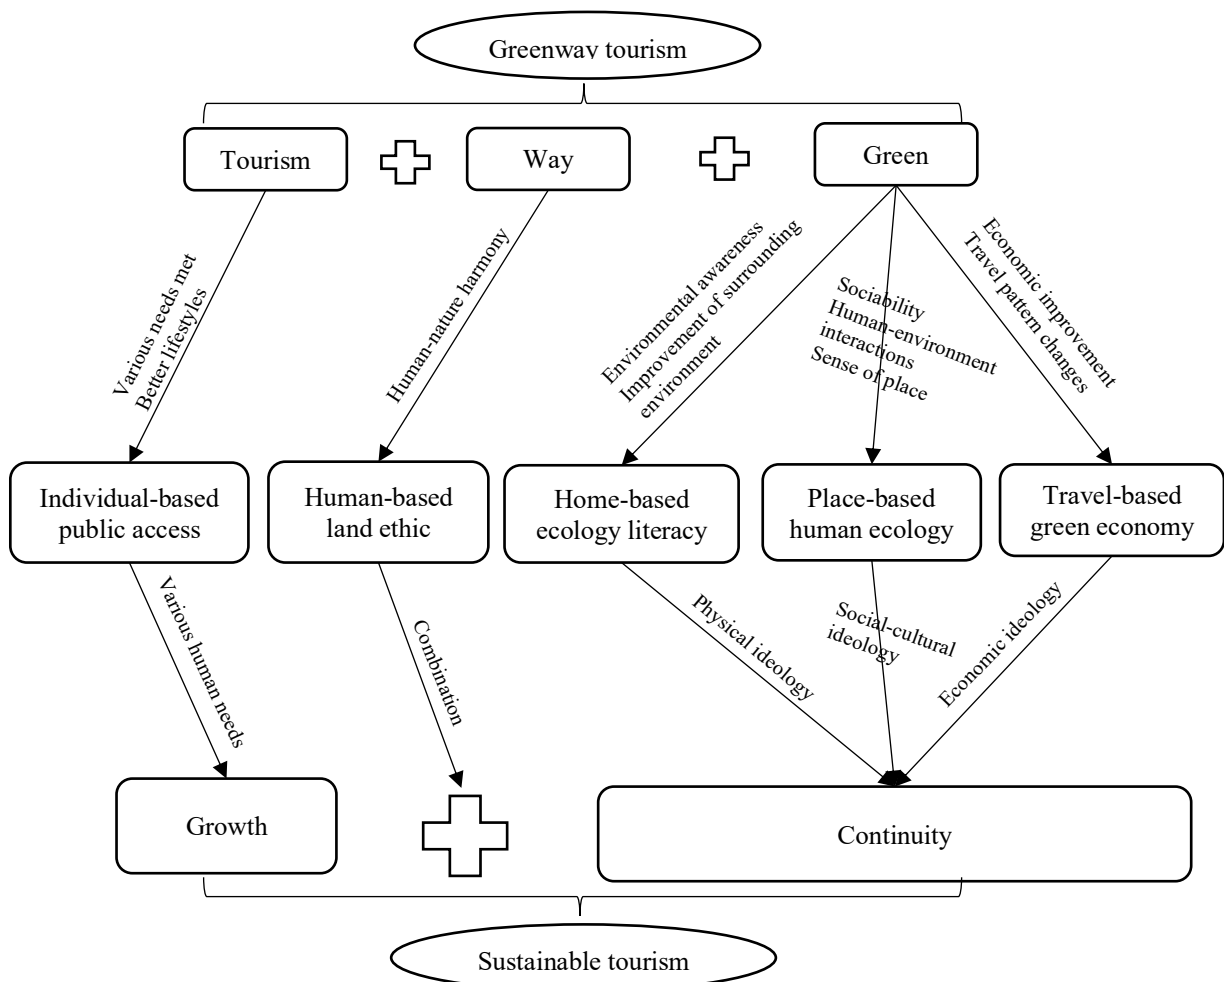 Greenway tourism
Tourism
Way
Green
Various needs met
Better lifestyles
Human-nature harmony
Environmental awareness
Improvement of surrounding
environment
Sociability
Human-environment
interactions
Sense of place
Economic improvement
Travel pattern changes
Individual-based
public access
Human-based
land ethic
Home-based
ecology literacy
Place-based
human ecology
Travel-based
green economy
Various human needs
Combination
Physical ideology
Social-cultural
ideology
Economic ideology
Growth
Continuity
Sustainable tourism